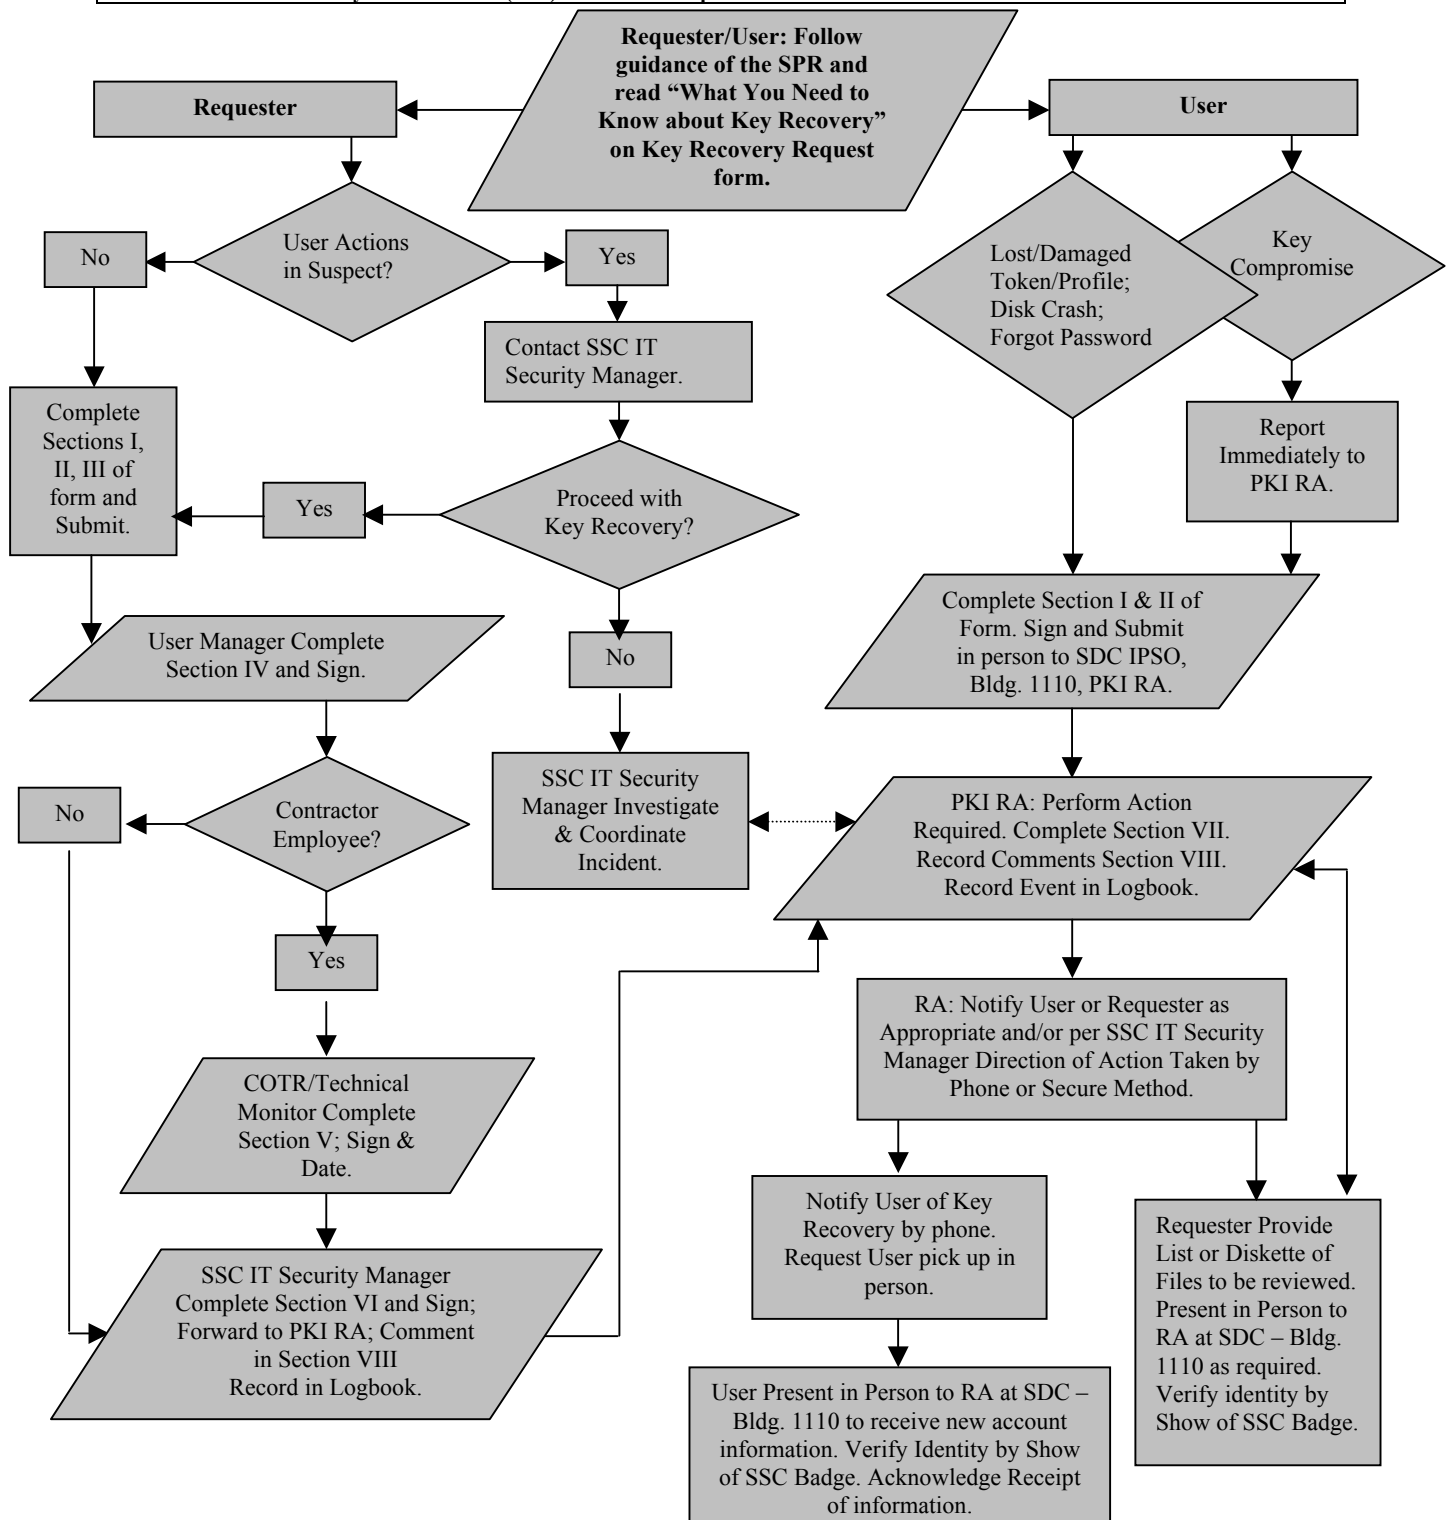 Requester/User: Follow
guidance of the SPR and
read “What You Need to
Know about Key Recovery”
on Key Recovery Request
form.
Requester
User
User Actions
in Suspect?
No
Yes
Lost/Damaged
Token/Profile;
Disk Crash;
Forgot Password
Key
Compromise
Contact SSC IT
Security Manager.
Complete
Sections I,
II, III of
form and
Submit.
Report
Immediately to
PKI RA.
Yes
Proceed with
Key Recovery?
Complete Section I & II of
Form. Sign and Submit
in person to SDC IPSO,
Bldg. 1110, PKI RA.
User Manager Complete
Section IV and Sign.
No
SSC IT Security
Manager Investigate
& Coordinate
Incident.
PKI RA: Perform Action
Required. Complete Section VII.
Record Comments Section VIII.
Record Event in Logbook.
No
Contractor
Employee?
Yes
RA: Notify User or Requester as
Appropriate and/or per SSC IT Security
Manager Direction of Action Taken by
Phone or Secure Method.
COTR/Technical
Monitor Complete
Section V; Sign &
Date.
Notify User of Key
Recovery by phone.
Request User pick up in
person.
Requester Provide
List or Diskette of
Files to be reviewed.
Present in Person to
RA at SDC – Bldg.
1110 as required.
Verify identity by
Show of SSC Badge.
SSC IT Security Manager
Complete Section VI and Sign;
Forward to PKI RA; Comment
in Section VIII
Record in Logbook.
User Present in Person to RA at SDC –
Bldg. 1110 to receive new account
information. Verify Identity by Show
of SSC Badge. Acknowledge Receipt
of information.